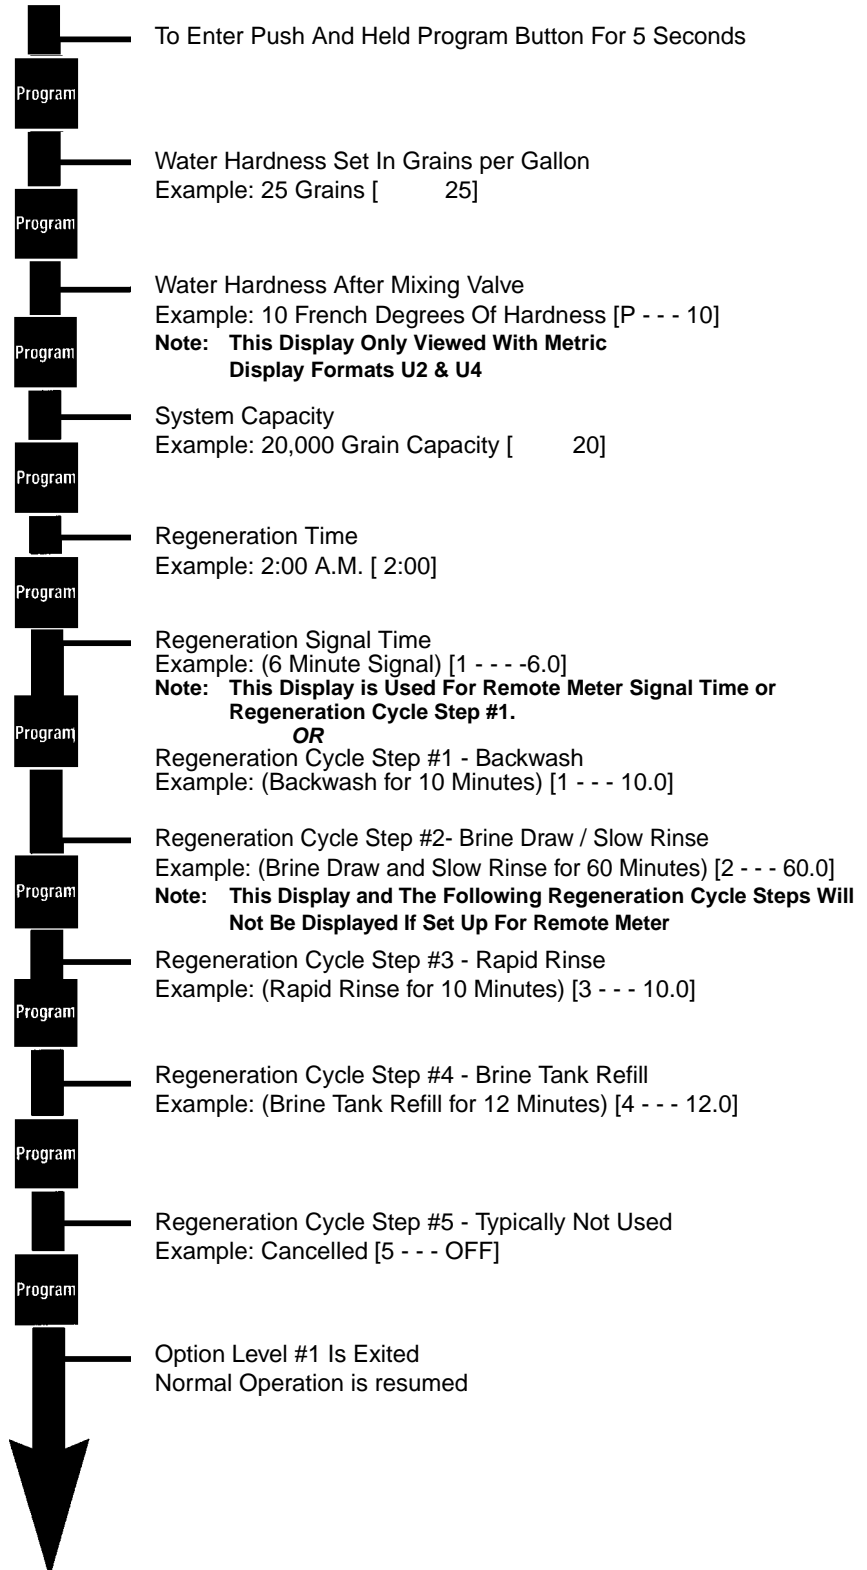 To Enter Push And Held Program Button For 5 Seconds
Program
Water Hardness Set In Grains per Gallon
Example: 25 Grains [ 25]
Program
Water Hardness After Mixing Valve
Example: 10 French Degrees Of Hardness [P - - - 10]
Note: This Display Only Viewed With Metric
Display Formats U2 & U4
Program
System Capacity
Example: 20,000 Grain Capacity [ 20]
Program
Regeneration Time
Example: 2:00 A.M. [ 2:00]
Program
Regeneration Signal Time
Example: (6 Minute Signal) [1 - - - -6.0]
Note: This Display is Used For Remote Meter Signal Time or
Regeneration Cycle Step #1.
OR
Program
Regeneration Cycle Step #1 - Backwash
Example: (Backwash for 10 Minutes) [1 - - - 10.0]
Regeneration Cycle Step #2- Brine Draw / Slow Rinse
Example: (Brine Draw and Slow Rinse for 60 Minutes) [2 - - - 60.0]
Program
Note: This Display and The Following Regeneration Cycle Steps Will
Not Be Displayed If Set Up For Remote Meter
Regeneration Cycle Step #3 - Rapid Rinse
Example: (Rapid Rinse for 10 Minutes) [3 - - - 10.0]
Program
Regeneration Cycle Step #4 - Brine Tank Refill
Example: (Brine Tank Refill for 12 Minutes) [4 - - - 12.0]
Program
Regeneration Cycle Step #5 - Typically Not Used
Example: Cancelled [5 - - - OFF]
Program
Option Level #1 Is Exited
Normal Operation is resumed